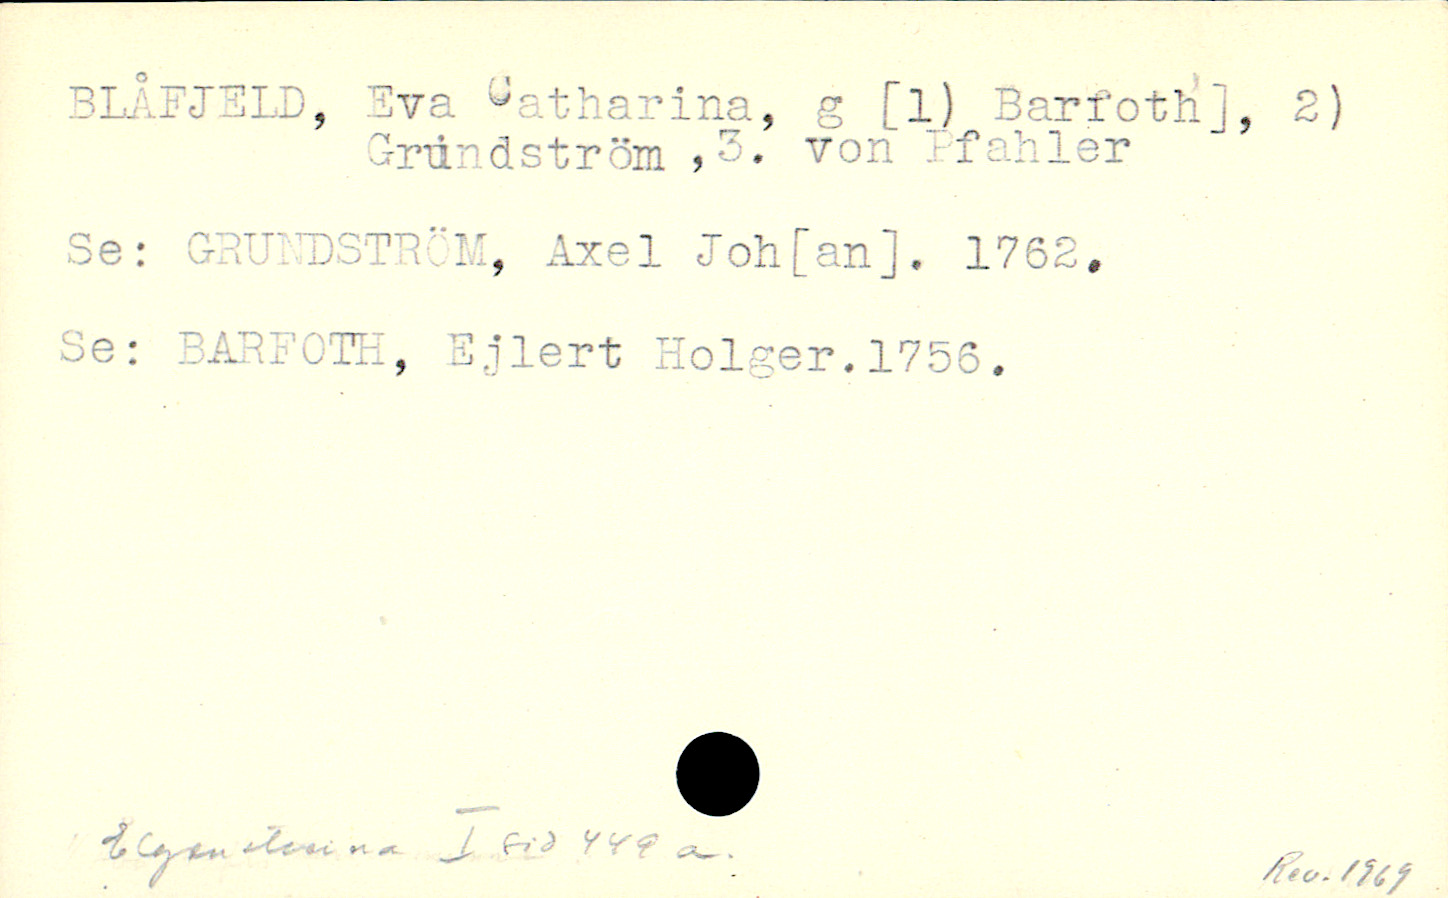 BLÅFJELD, Eva Catharina, g [1) Barfoth], 2)
Grundström ,3. von Pfahler
Se: GRUNDSTRÖM, Axel Joh[an]. 1762.
Se: BARFOTH, Ejlert Holger.1756.
I sid 449 a.
Rev. 1969